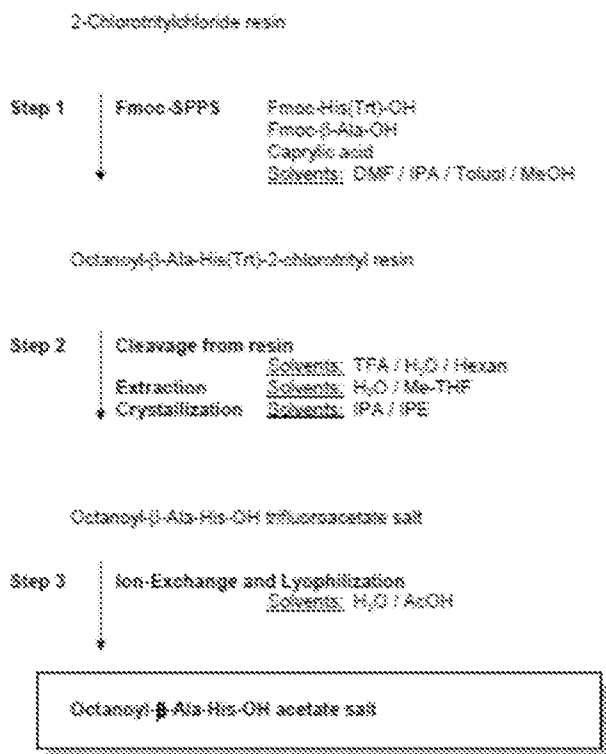 2-Chlorotritylchloride resin
Step 1 Fmoc-SPPS Fmoc-His(Trt)-OH
Fmoc-β-Ala-OH
Caprylic acid
Solvents: DMF / IPA / Toluol / MeOH
Octanoyl-β-Ala-His(Trt)-2-chlorotrityl resin
Step 2 Cleavage from resin
Solvents: TFA / H₂O / Hexan
Extraction Solvents: H₂O / Me-THF
Crystallization Solvents: IPA / IPE
Octanoyl-β-Ala-His-OH trifluoroacetate salt
Step 3 Ion-Exchange and Lyophilization
Solvents: H₂O / AcOH
Octanoyl-β-Ala-His-OH acetate salt